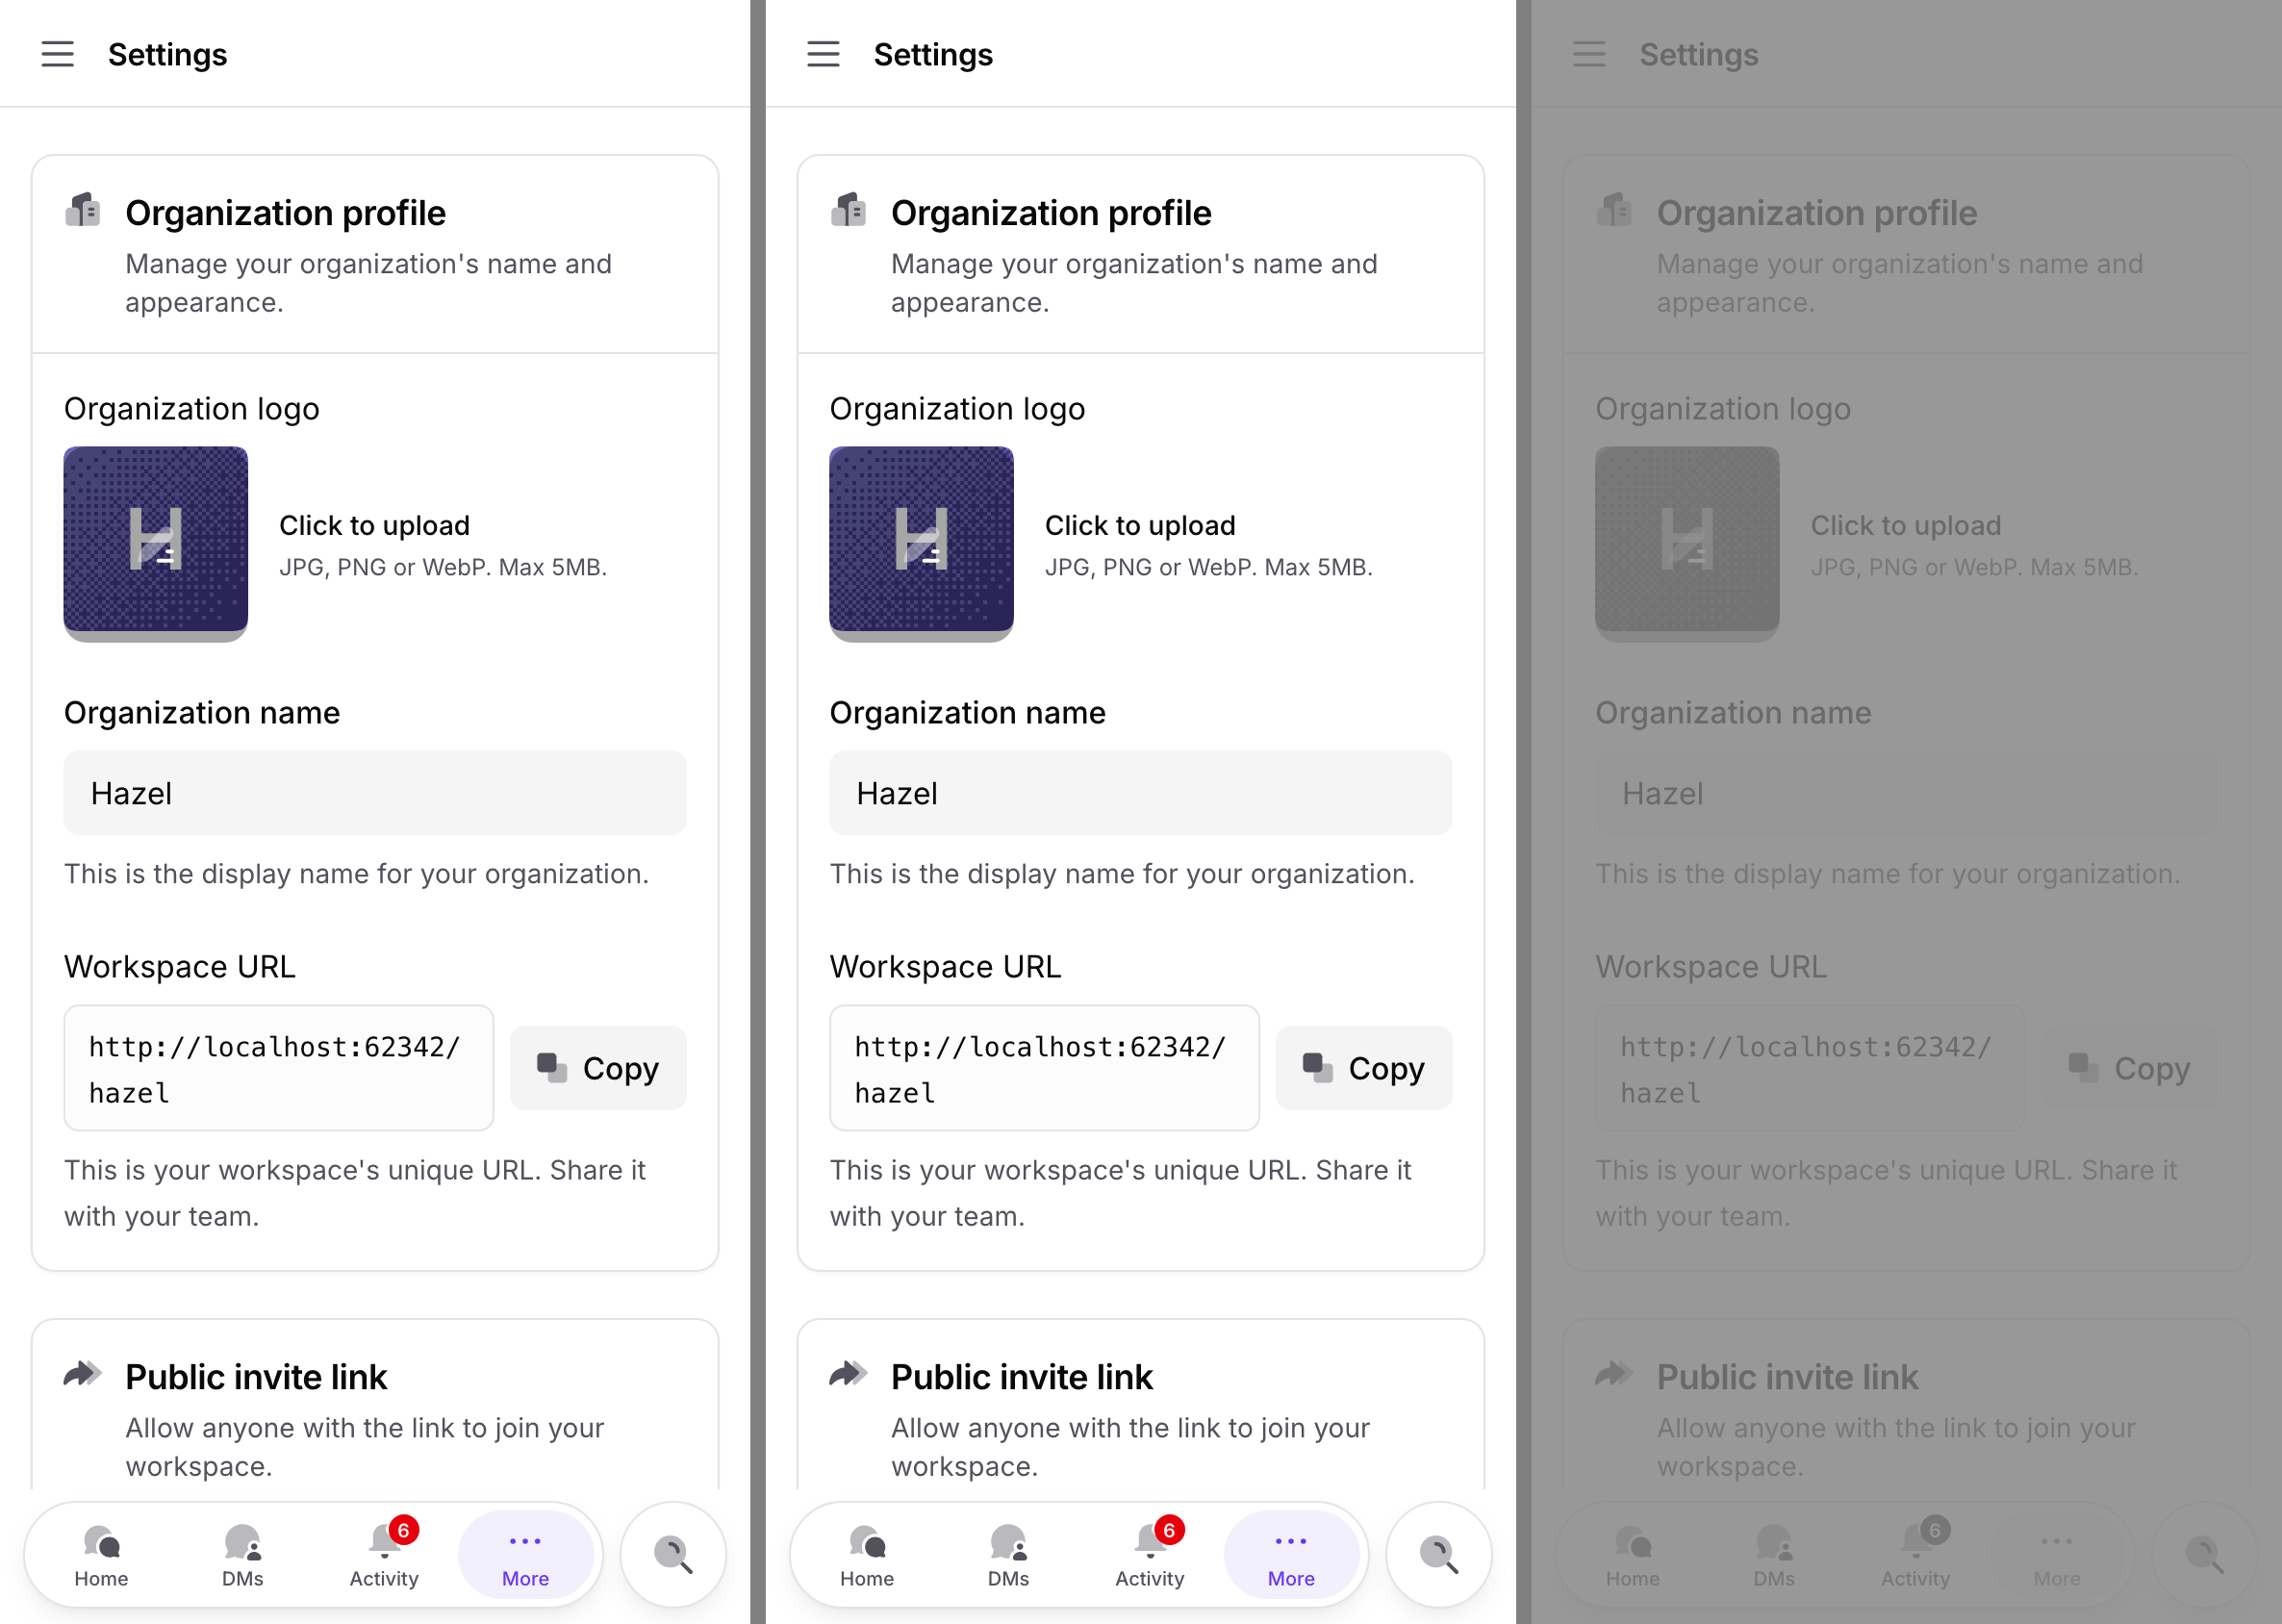 Settings
Organization profile
Manage your organization's name and
appearance.
Organization logo
Click to upload
JPG, PNG or WebP. Max 5MB.
Organization name
Hazel
This is the display name for your organization.
Workspace URL
http://localhost:62342/
hazel
Copy
This is your workspace's unique URL. Share it
with your team.
Public invite link
Allow anyone with the link to join your
workspace.
Home
DMs
6
Activity
More
Settings
Organization profile
Manage your organization's name and
appearance.
Organization logo
Click to upload
JPG, PNG or WebP. Max 5MB.
Organization name
Hazel
This is the display name for your organization.
Workspace URL
http://localhost:62342/
hazel
Copy
This is your workspace's unique URL. Share it
with your team.
Public invite link
Allow anyone with the link to join your
workspace.
Home
DMs
6
Activity
More
Settings
Organization profile
Manage your organization's name and
appearance.
Organization logo
Click to upload
JPG, PNG or WebP. Max 5MB.
Organization name
Hazel
This is the display name for your organization.
Workspace URL
http://localhost:62342/
hazel
Copy
This is your workspace's unique URL. Share it
with your team.
Public invite link
Allow anyone with the link to join your
workspace.
Home
DMs
6
Activity
More